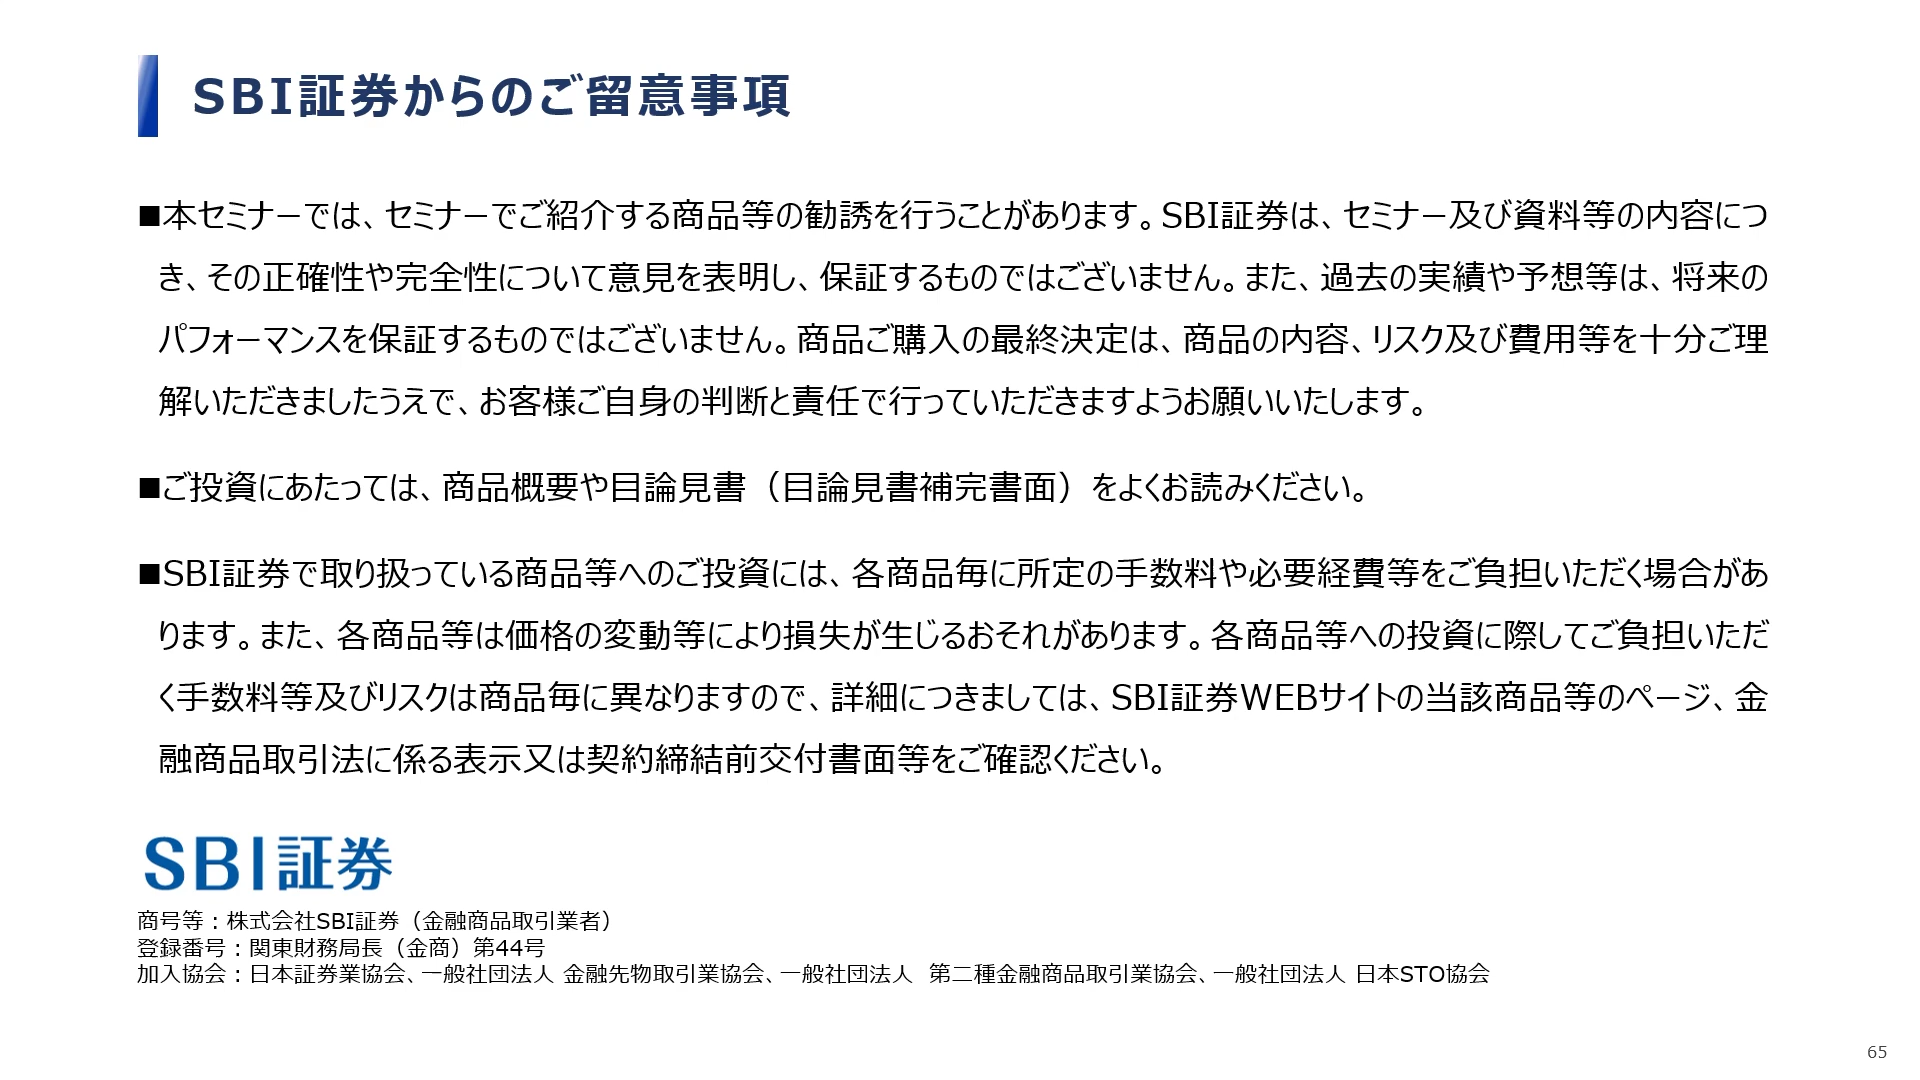 SBI証券からのご留意事項
■本セミナーでは、セミナーでご紹介する商品等の勧誘を行うことがあります。SBI証券は、セミナー及び資料等の内容につ
き、その正確性や完全性について意見を表明し、保証するものではございません。また、過去の実績や予想等は、将来の
パフォーマンスを保証するものではございません。商品ご購入の最終決定は、商品の内容、リスク及び費用等を十分ご理
解いただきましたうえで、お客様ご自身の判断と責任で行っていただきますようお願いいたします。
■ご投資にあたっては、商品概要や目論見書（目論見書補完書面）をよくお読みください。
■SBI証券で取り扱っている商品等へのご投資には、各商品毎に所定の手数料や必要経費等をご負担いただく場合があ
ります。また、各商品等は価格の変動等により損失が生じるおそれがあります。各商品等への投資に際してご負担いただ
く手数料等及びリスクは商品毎に異なりますので、詳細につきましては、SBI証券WEBサイトの当該商品等のページ、金
融商品取引法に係る表示又は契約締結前交付書面等をご確認ください。
SBI証券
商号等：株式会社SBI証券（金融商品取引業者）
登録番号：関東財務局長（金商）第44号
加入協会：日本証券業協会、一般社団法人 金融先物取引業協会、一般社団法人 第二種金融商品取引業協会、一般社団法人 日本STO協会
65